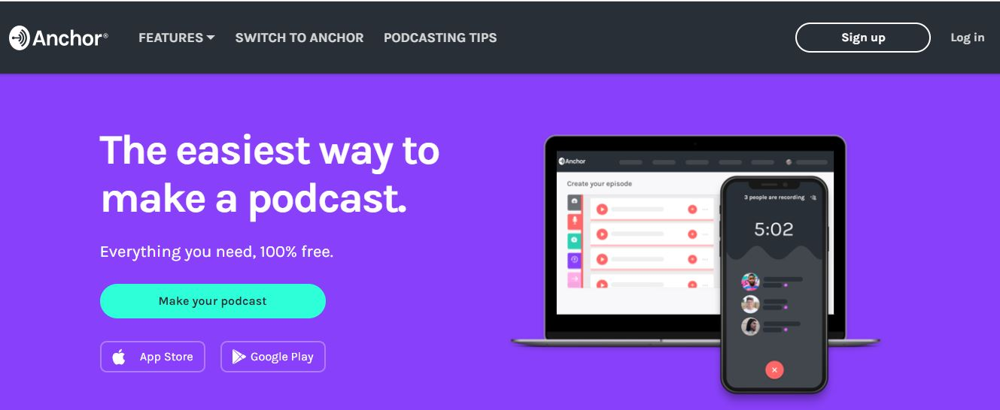 Anchor®
FEATURES
SWITCH TO ANCHOR
PODCASTING TIPS
Sign up
Log in
The easiest way to
make a podcast.
Everything you need, 100% free.
Make your podcast
App Store
Google Play
Anchor
Create your episode
3 people are recording
5:02